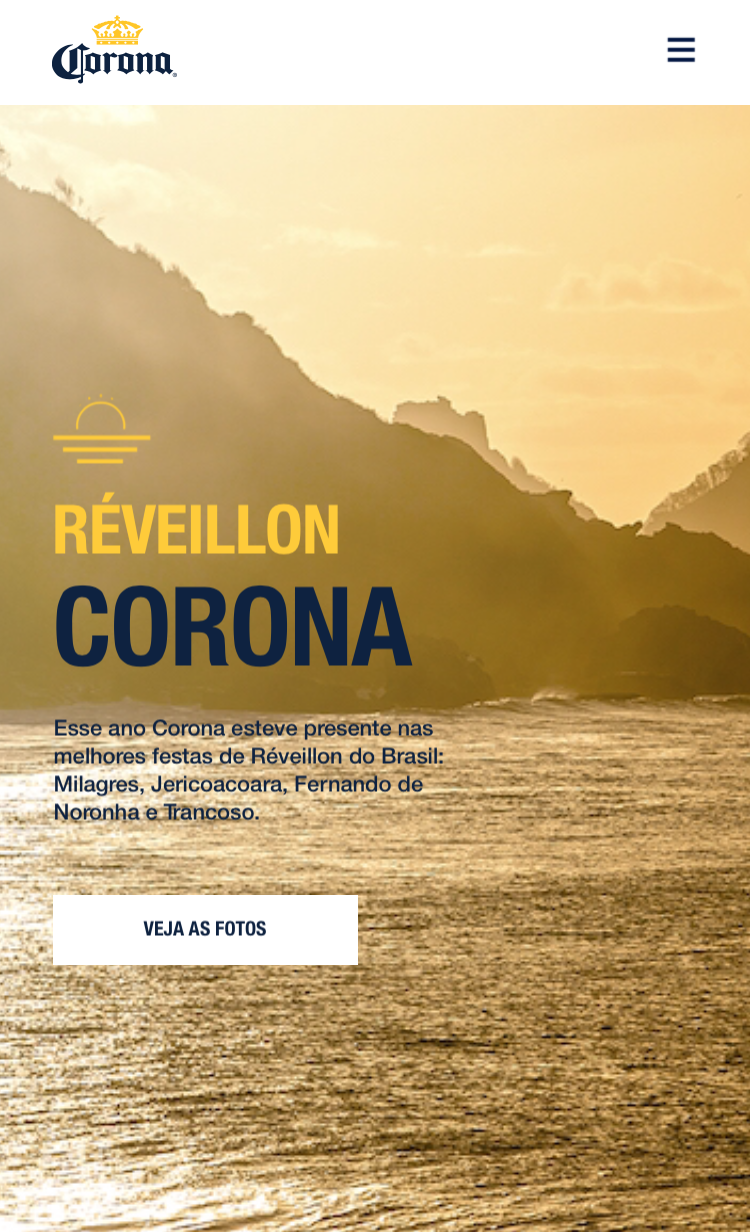 Corona
RÉVEILLON
CORONA
Esse ano Corona esteve presente nas
melhores festas de Réveillon do Brasil:
Milagres, Jericoacoara, Fernando de
Noronha e Trancoso.
VEJA AS FOTOS